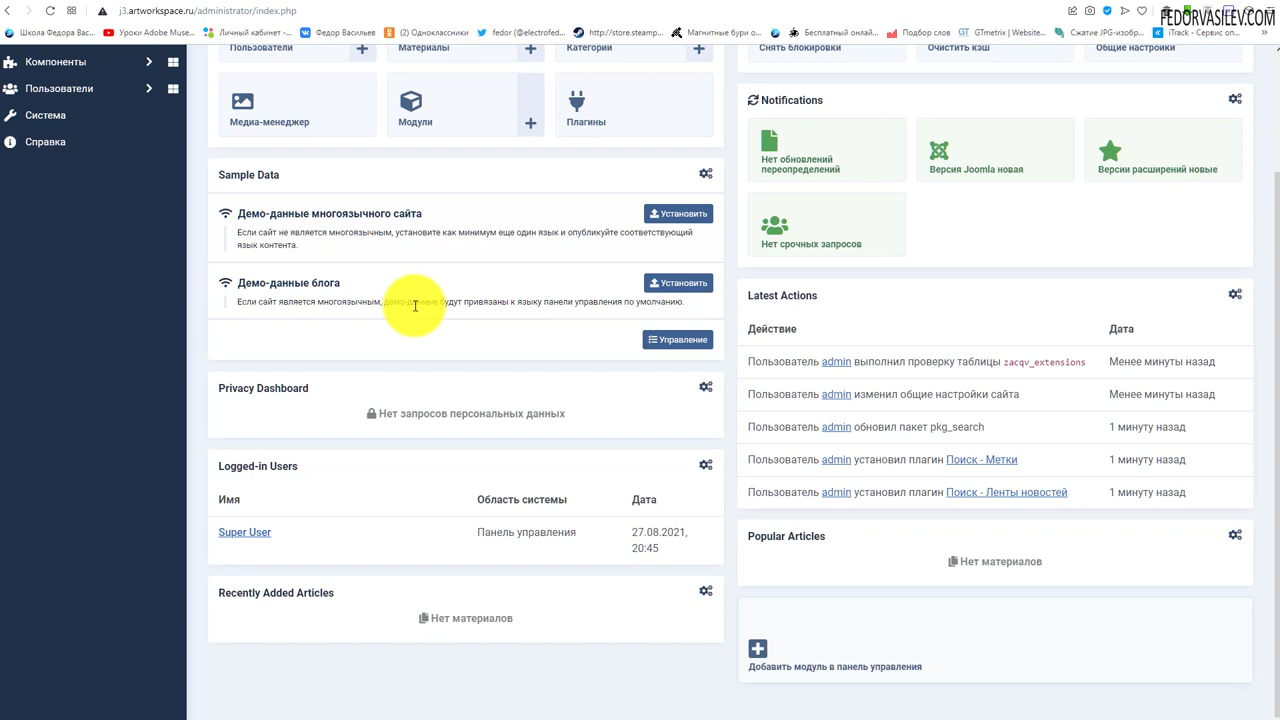 j3.artworkspace.ru/administrator/index.php
FEDORVASILEV.COM
Школа Федора Вас...
Уроки Adobe Muse...
Личный кабинет -...
Федор Васильев
(2) Одноклассники
fedor (@electrofed...
http://store.steamp...
Магнитные бури о...
Бесплатный онлай...
Подбор слов
GTmetrix | Website...
Сжатие JPG-изобр...
iTrack - Сервис оп...
Компоненты
Пользователи
Система
Справка
Пользователи
Материалы
Категории
Медиа-менеджер
Модули
Плагины
Sample Data
Демо-данные многоязычного сайта
Установить
Если сайт не является многоязычным, установите как минимум еще один язык и опубликуйте соответствующий
язык контента.
Демо-данные блога
Установить
Если сайт является многоязычным, демо-данные будут привязаны к языку панели управления по умолчанию.
Управление
Privacy Dashboard
Нет запросов персональных данных
Logged-in Users
Имя Область системы Дата
Super User Панель управления 27.08.2021,
20:45
Recently Added Articles
Нет материалов
Снять блокировки
Очистить кэш
Общие настройки
Notifications
Нет обновлений
переопределений
Версия Joomla новая
Версии расширений новые
Нет срочных запросов
Latest Actions
Действие Дата
Пользователь admin выполнил проверку таблицы zacqv_extensions Менее минуты назад
Пользователь admin изменил общие настройки сайта Менее минуты назад
Пользователь admin обновил пакет pkg_search 1 минуту назад
Пользователь admin установил плагин Поиск - Метки 1 минуту назад
Пользователь admin установил плагин Поиск - Ленты новостей 1 минуту назад
Popular Articles
Нет материалов
Добавить модуль в панель управления